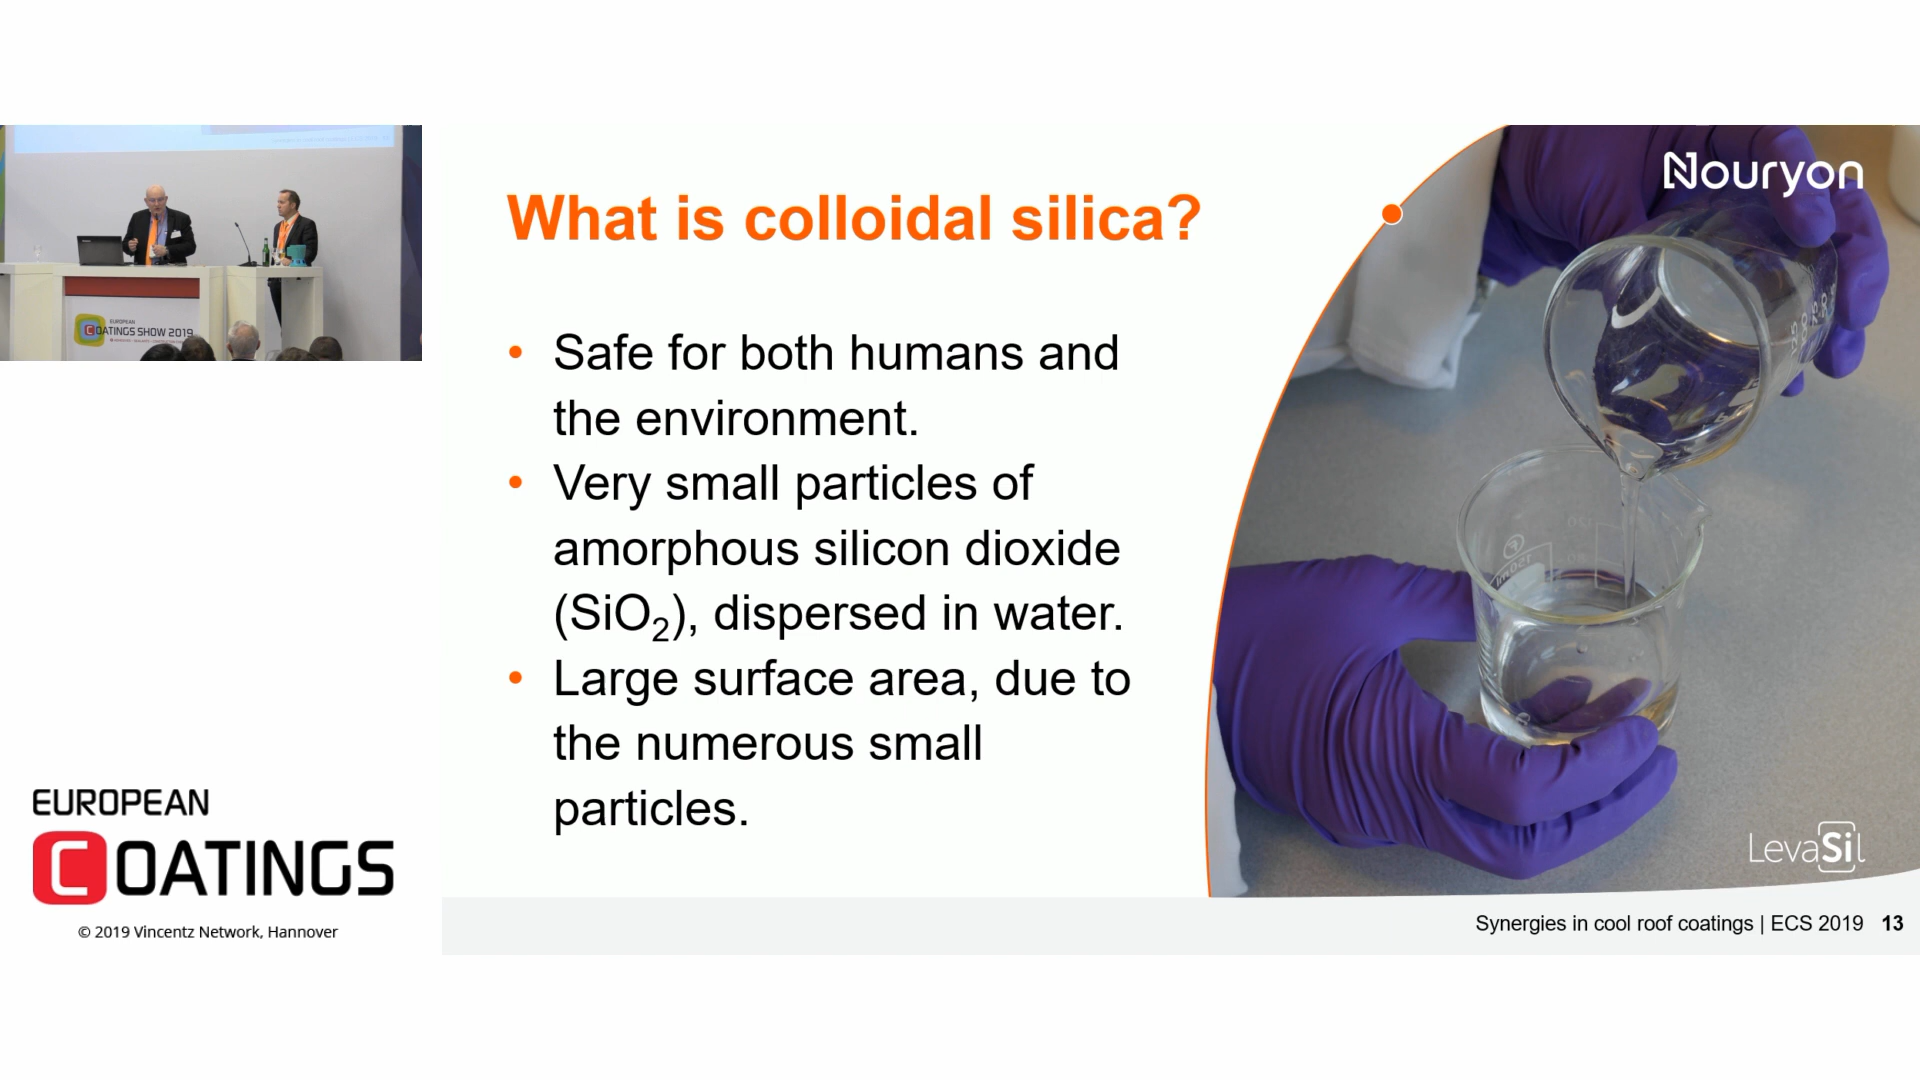 What is colloidal silica?
• Safe for both humans and
the environment.
• Very small particles of
amorphous silicon dioxide
(SiO₂), dispersed in water.
• Large surface area, due to
the numerous small
particles.
Nouryon
LevaSil
Synergies in cool roof coatings | ECS 2019 13
EUROPEAN
COATINGS SHOW 2019
EUROPEAN
COATINGS
© 2019 Vincentz Network, Hannover